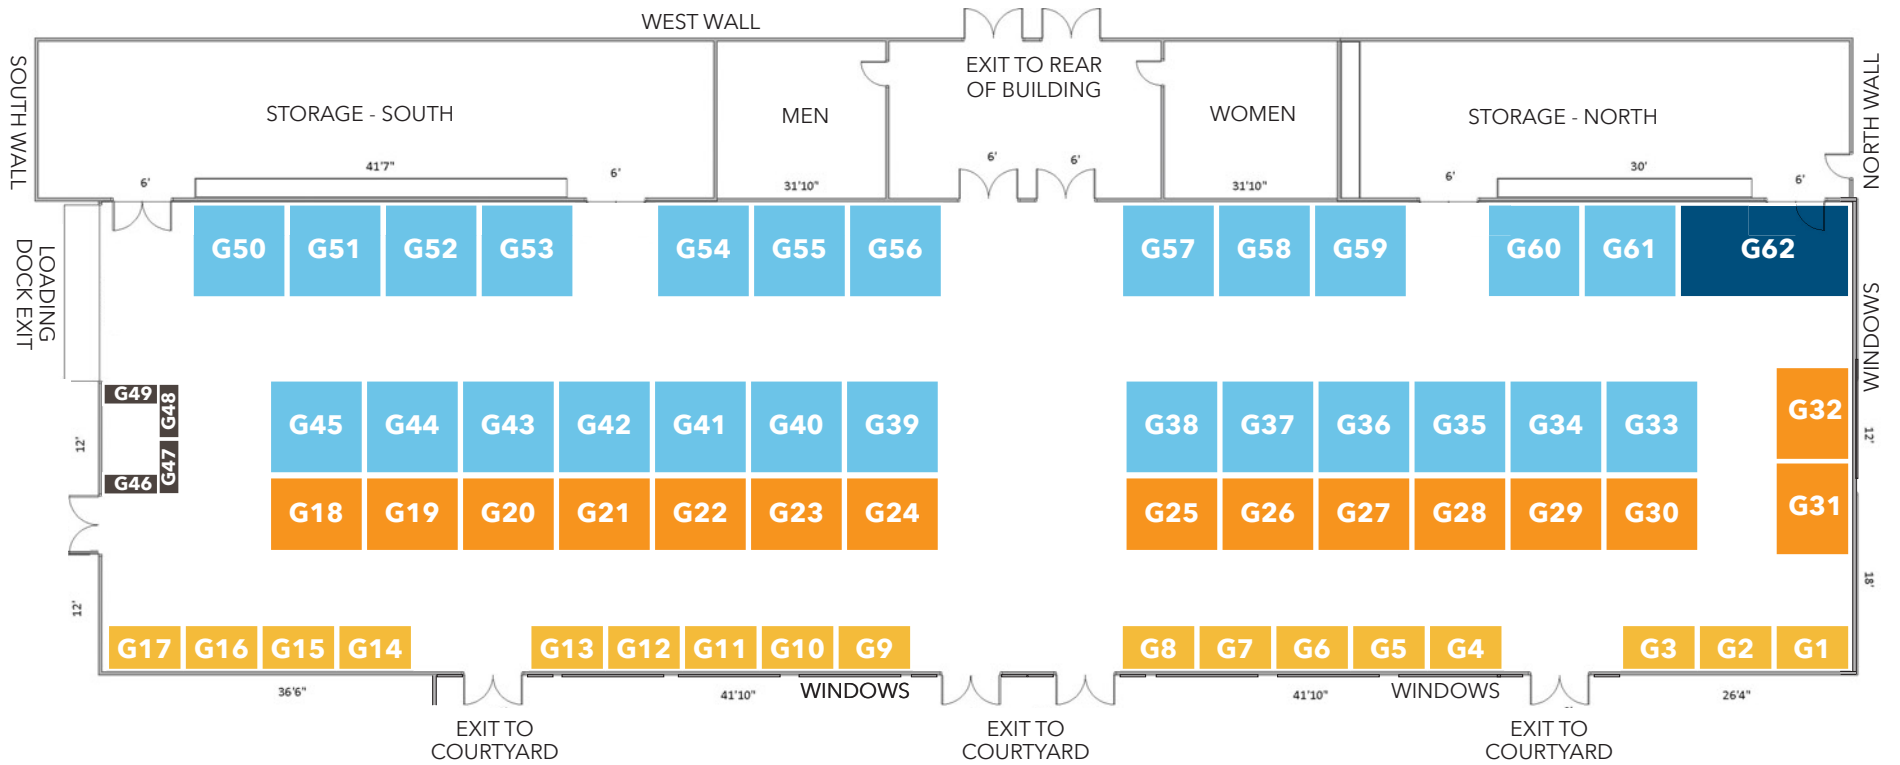 WEST WALL
SOUTH WALL
STORAGE - SOUTH
MEN
EXIT TO REAR
OF BUILDING
WOMEN
STORAGE - NORTH
NORTH WALL
6'
41'7"
6'
31'10"
6'
6'
31'10"
6'
30'
6'
LOADING
DOCK EXIT
G50
G51
G52
G53
G54
G55
G56
G57
G58
G59
G60
G61
G62
WINDOWS
G49
G48
G47
G46
12'
G45
G44
G43
G42
G41
G40
G39
G38
G37
G36
G35
G34
G33
G32
12'
G18
G19
G20
G21
G22
G23
G24
G25
G26
G27
G28
G29
G30
G31
12'
18'
G17
G16
G15
G14
G13
G12
G11
G10
G9
G8
G7
G6
G5
G4
G3
G2
G1
36'6"
41'10"
WINDOWS
41'10"
WINDOWS
26'4"
EXIT TO
COURTYARD
EXIT TO
COURTYARD
EXIT TO
COURTYARD